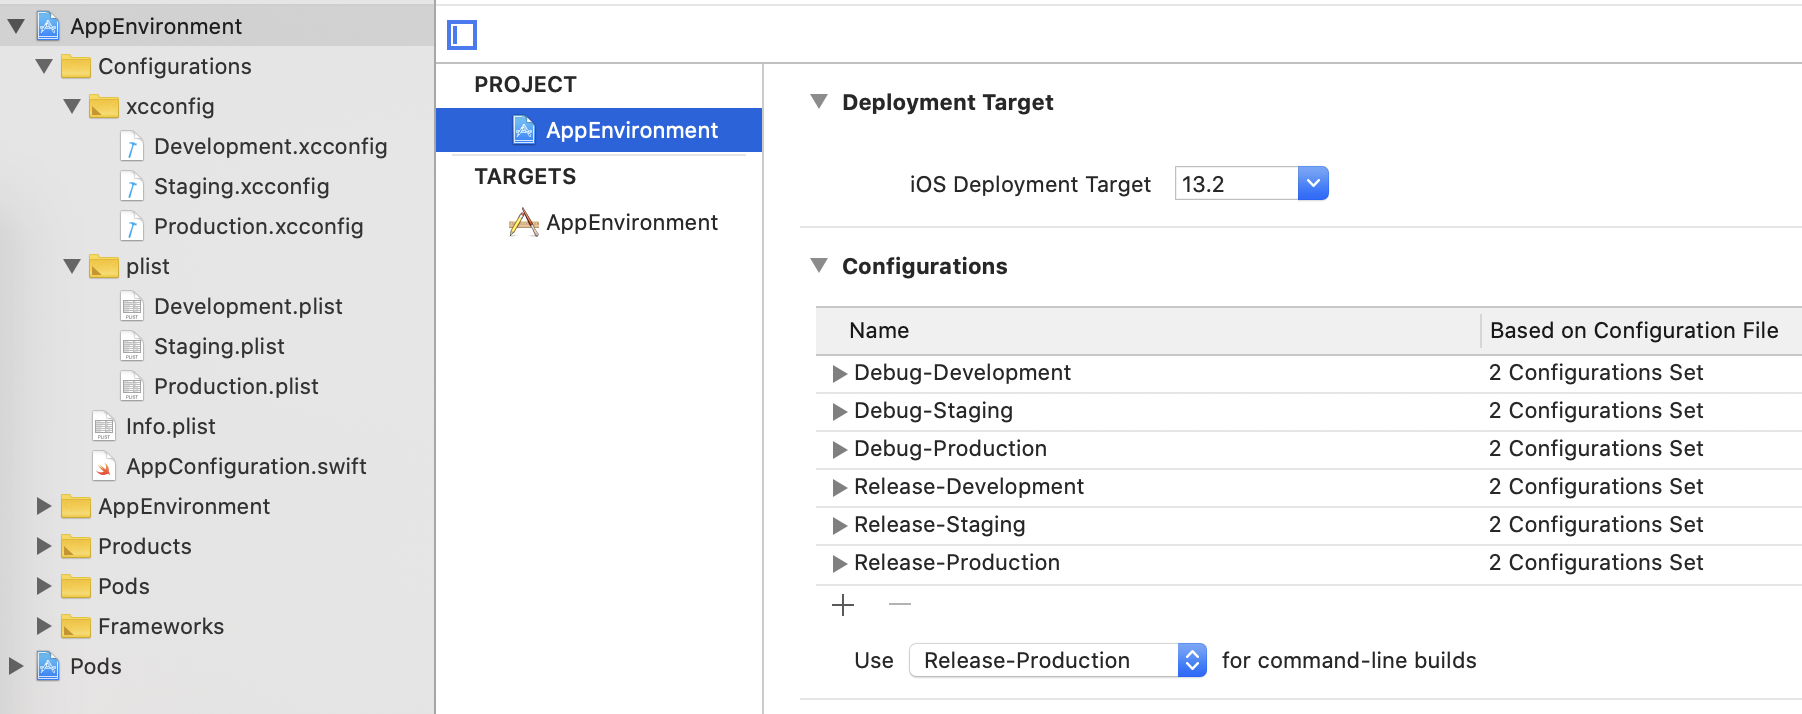 AppEnvironment
Configurations
xcconfig
Development.xcconfig
Staging.xcconfig
Production.xcconfig
plist
Development.plist
Staging.plist
Production.plist
Info.plist
AppConfiguration.swift
AppEnvironment
Products
Pods
Frameworks
Pods
PROJECT
AppEnvironment
TARGETS
AppEnvironment
Deployment Target
iOS Deployment Target 13.2
Configurations
Name Based on Configuration File
Debug-Development 2 Configurations Set
Debug-Staging 2 Configurations Set
Debug-Production 2 Configurations Set
Release-Development 2 Configurations Set
Release-Staging 2 Configurations Set
Release-Production 2 Configurations Set
Use Release-Production for command-line builds